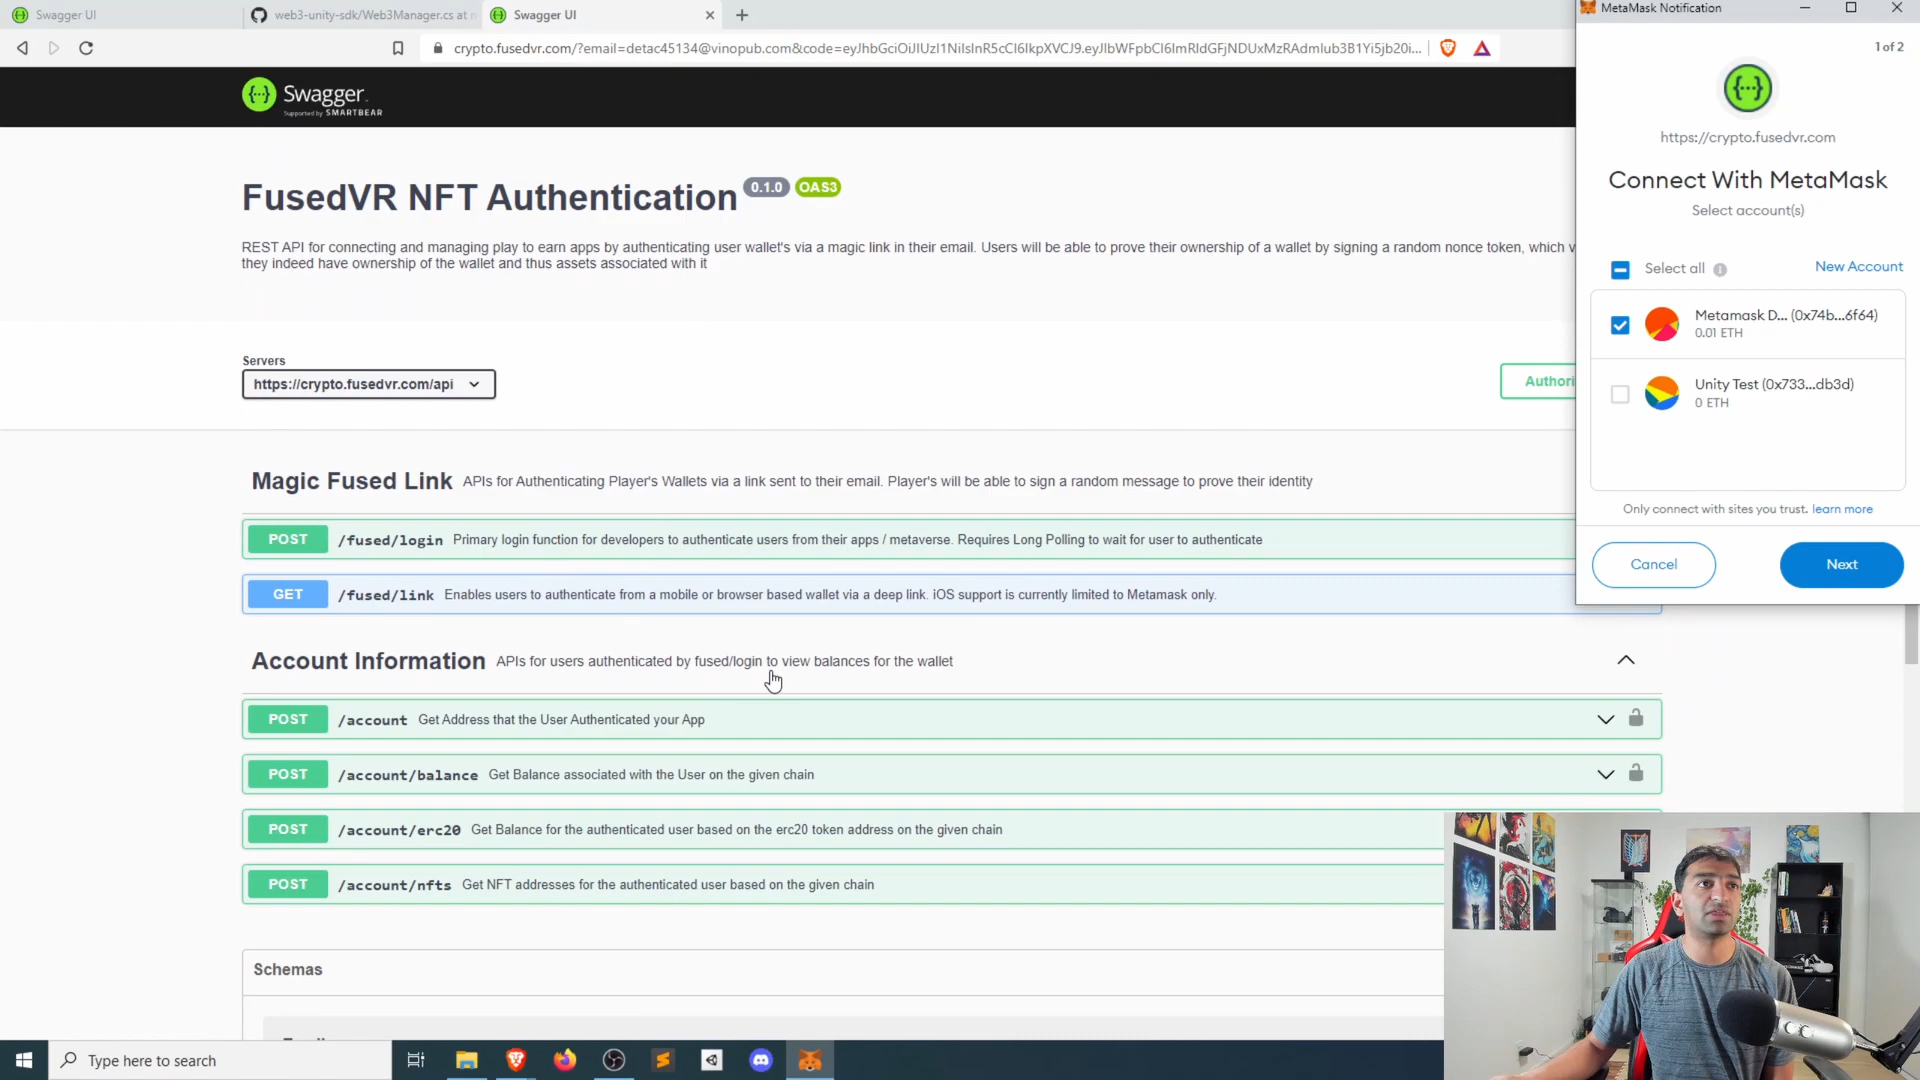 Swagger UI
web3-unity-sdk/Web3Manager.cs at n
Swagger UI
MetaMask Notification
crypto.fusedvr.com/?email=detac45134@vinopub.com&code=eyJhbGciOiJIUzI1NiIsInR5cCI6IkpXVCJ9.eyJlbWFpbCI6ImRldGFjNDUxMzRAdmlub3B1Yi5jb20i...
1 of 2
Swagger.
Supported by SMARTBEAR
https://crypto.fusedvr.com
FusedVR NFT Authentication 0.1.0 OAS3
Connect With MetaMask
Select account(s)
REST API for connecting and managing play to earn apps by authenticating user wallet's via a magic link in their email. Users will be able to prove their ownership of a wallet by signing a random nonce token, which v
they indeed have ownership of the wallet and thus assets associated with it
Select all
New Account
Metamask D... (0x74b...6f64)
0.01 ETH
Servers
https://crypto.fusedvr.com/api
Authori
Unity Test (0x733...db3d)
0 ETH
Magic Fused Link APIs for Authenticating Player's Wallets via a link sent to their email. Player's will be able to sign a random message to prove their identity
Only connect with sites you trust. learn more
POST /fused/login Primary login function for developers to authenticate users from their apps / metaverse. Requires Long Polling to wait for user to authenticate
Cancel
Next
GET /fused/link Enables users to authenticate from a mobile or browser based wallet via a deep link. iOS support is currently limited to Metamask only.
Account Information APIs for users authenticated by fused/login to view balances for the wallet
POST /account Get Address that the User Authenticated your App
POST /account/balance Get Balance associated with the User on the given chain
POST /account/erc20 Get Balance for the authenticated user based on the erc20 token address on the given chain
POST /account/nfts Get NFT addresses for the authenticated user based on the given chain
Schemas
Type here to search